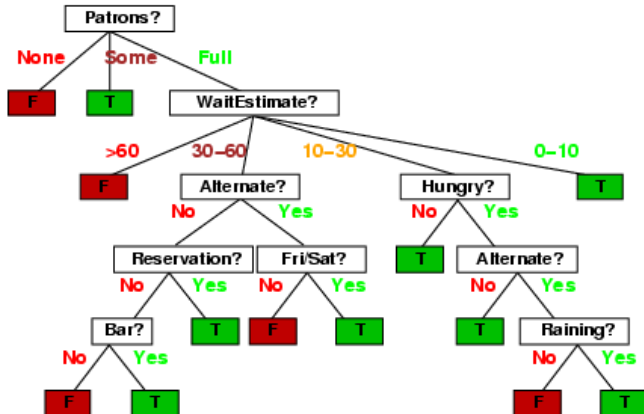 Patrons?
None Some Full
F T WaitEstimate?
>60 30-60 10-30 0-10
F Alternate? Hungry? T
No Yes No Yes
Reservation? Fri/Sat? T Alternate?
No Yes No Yes No Yes
Bar? T F T T Raining?
No Yes No Yes
F T F T